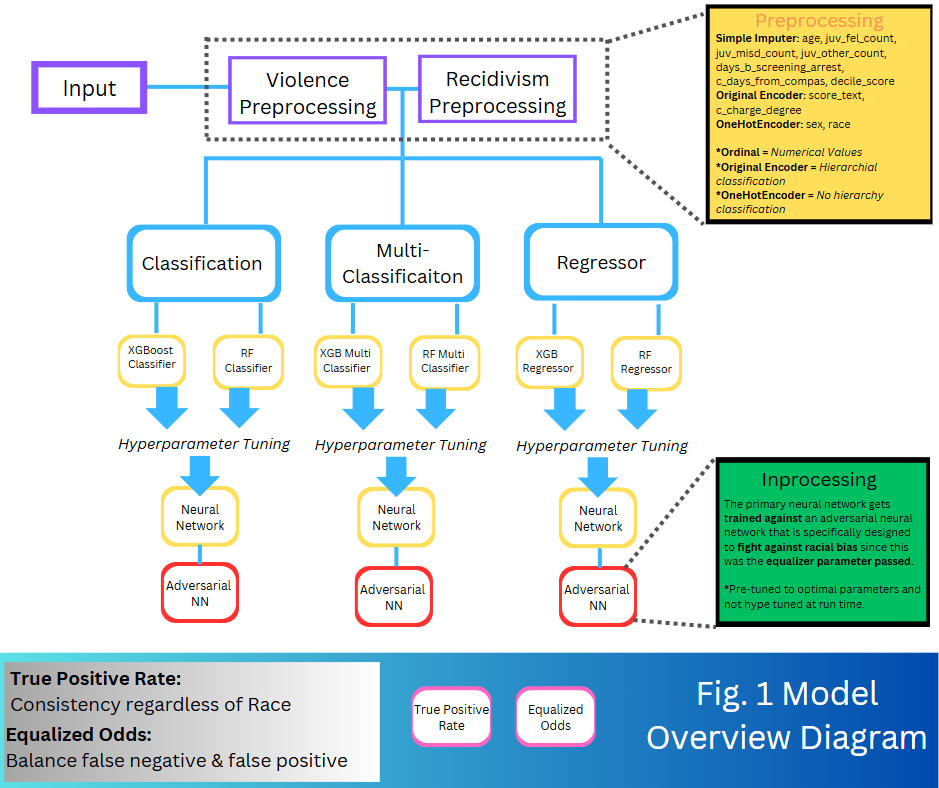 Input
Violence
Preprocessing
Recidivism
Preprocessing
Preprocessing
Simple Imputer: age, juv_fel_count,
juv_misd_count, juv_other_count,
days_b_screening_arrest,
c_days_from_compas, decile_score
Original Encoder: score_text,
c_charge_degree
OneHotEncoder: sex, race
*Ordinal = Numerical Values
*Original Encoder = Hierarchial
classification
*OneHotEncoder = No hierarchy
classification
Classification
Multi-
Classificaiton
Regressor
XGBoost
Classifier
RF
Classifier
XGB Multi
Classifier
RF Multi
Classifier
XGB
Regressor
RF
Regressor
Hyperparameter Tuning
Hyperparameter Tuning
Hyperparameter Tuning
Neural
Network
Neural
Network
Neural
Network
Adversarial
NN
Adversarial
NN
Adversarial
NN
Inprocessing
The primary neural network gets
trained against an adversarial neural
network that is specifically designed
to fight against racial bias since this
was the equalizer parameter passed.
*Pre-tuned to optimal parameters and
not hype tuned at run time.
True Positive Rate:
Consistency regardless of Race
Equalized Odds:
Balance false negative & false positive
True Positive
Rate
Equalized
Odds
Fig. 1 Model
Overview Diagram